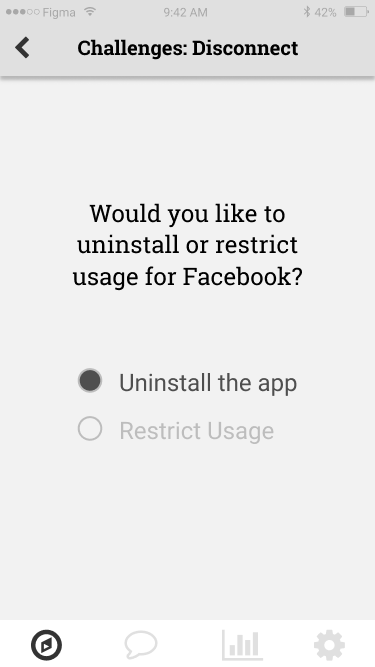 Figma 9:42 AM 42%
Challenges: Disconnect
Would you like to
uninstall or restrict
usage for Facebook?
Uninstall the app
Restrict Usage